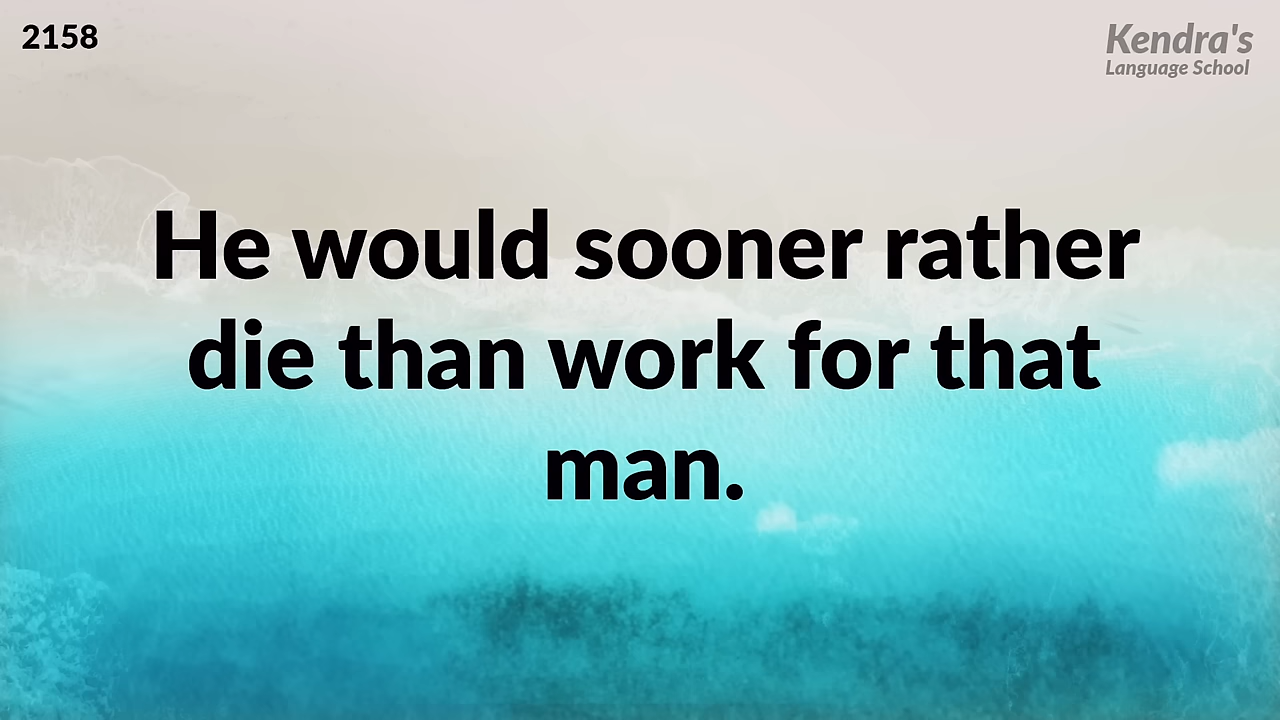 2158
Kendra's
Language School
He would sooner rather
die than work for that
man.